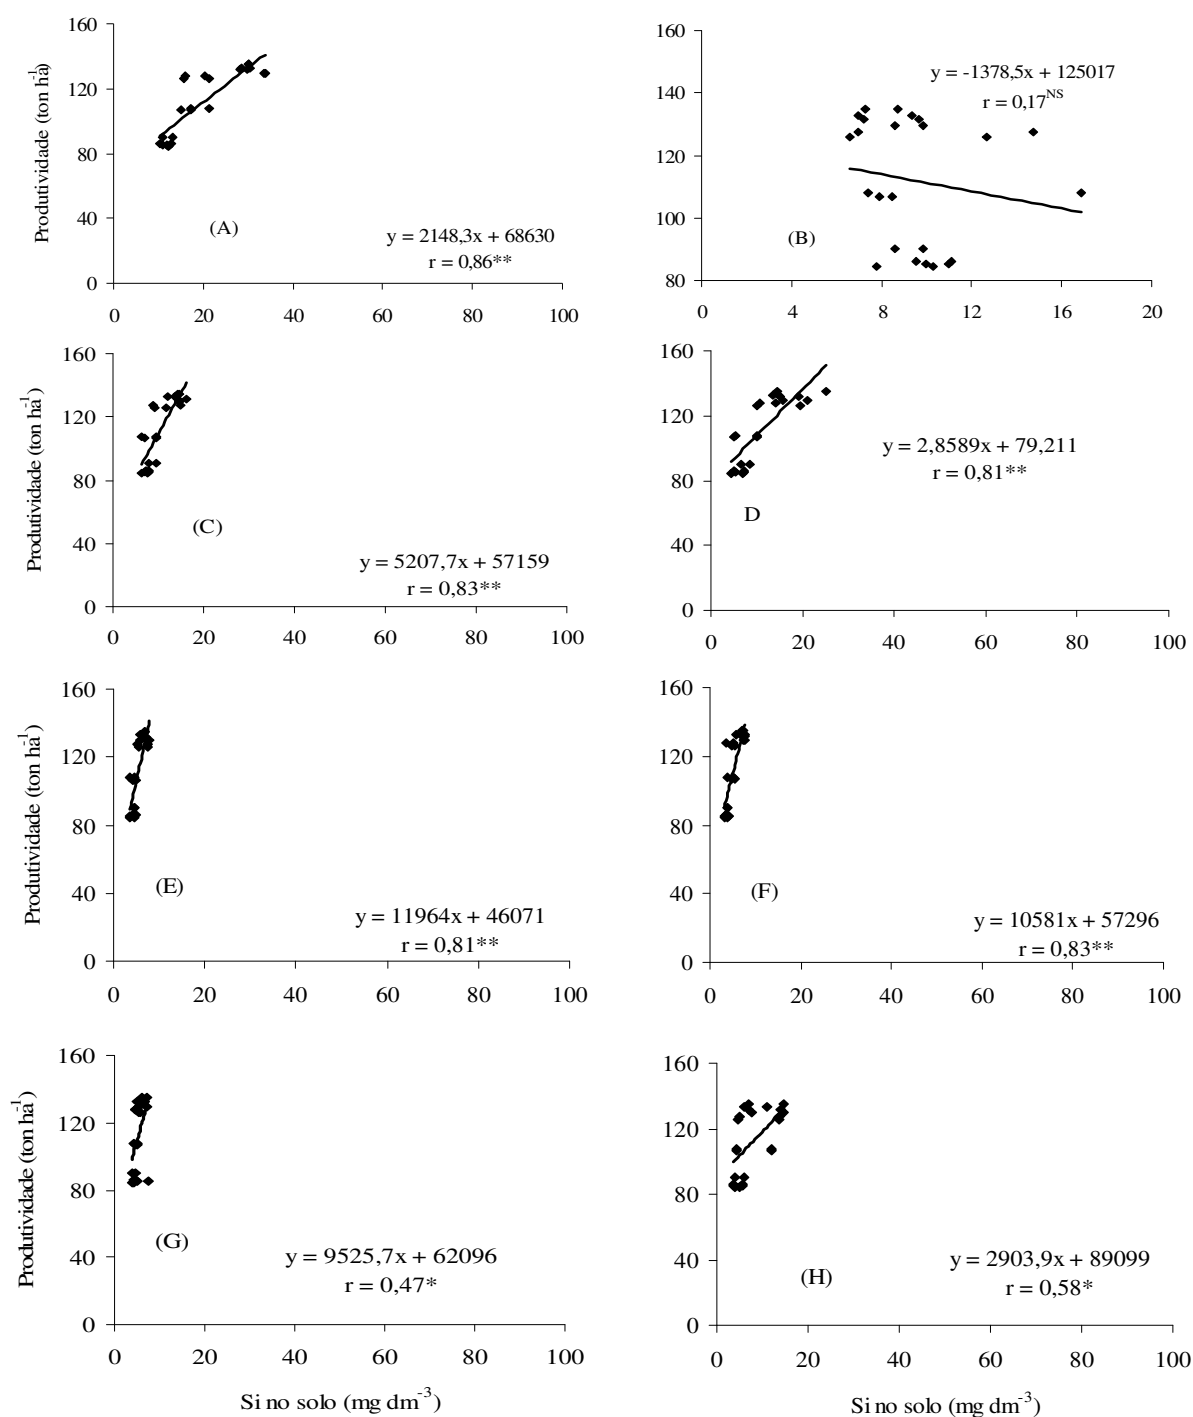 160
120
80
40
0
Produtividade (ton ha-1)
(A)
y = 2148,3x + 68630
r = 0,86**
0 20 40 60 80 100
160
140
120
100
80
y = -1378,5x + 125017
r = 0,17NS
(B)
0 4 8 12 16 20
160
120
80
40
0
Produtividade (ton ha-1)
(C)
y = 5207,7x + 57159
r = 0,83**
0 20 40 60 80 100
160
120
80
40
0
y = 2,8589x + 79,211
r = 0,81**
D
0 20 40 60 80 100
160
120
80
40
0
Produtividade (ton ha-1)
(E)
y = 11964x + 46071
r = 0,81**
0 20 40 60 80 100
160
120
80
40
0
(F)
y = 10581x + 57296
r = 0,83**
0 20 40 60 80 100
160
120
80
40
0
Produtividade (ton ha-1)
(G)
y = 9525,7x + 62096
r = 0,47*
0 20 40 60 80 100
Si no solo (mg dm-3)
160
120
80
40
0
(H)
y = 2903,9x + 89099
r = 0,58*
0 20 40 60 80 100
Si no solo (mg dm-3)